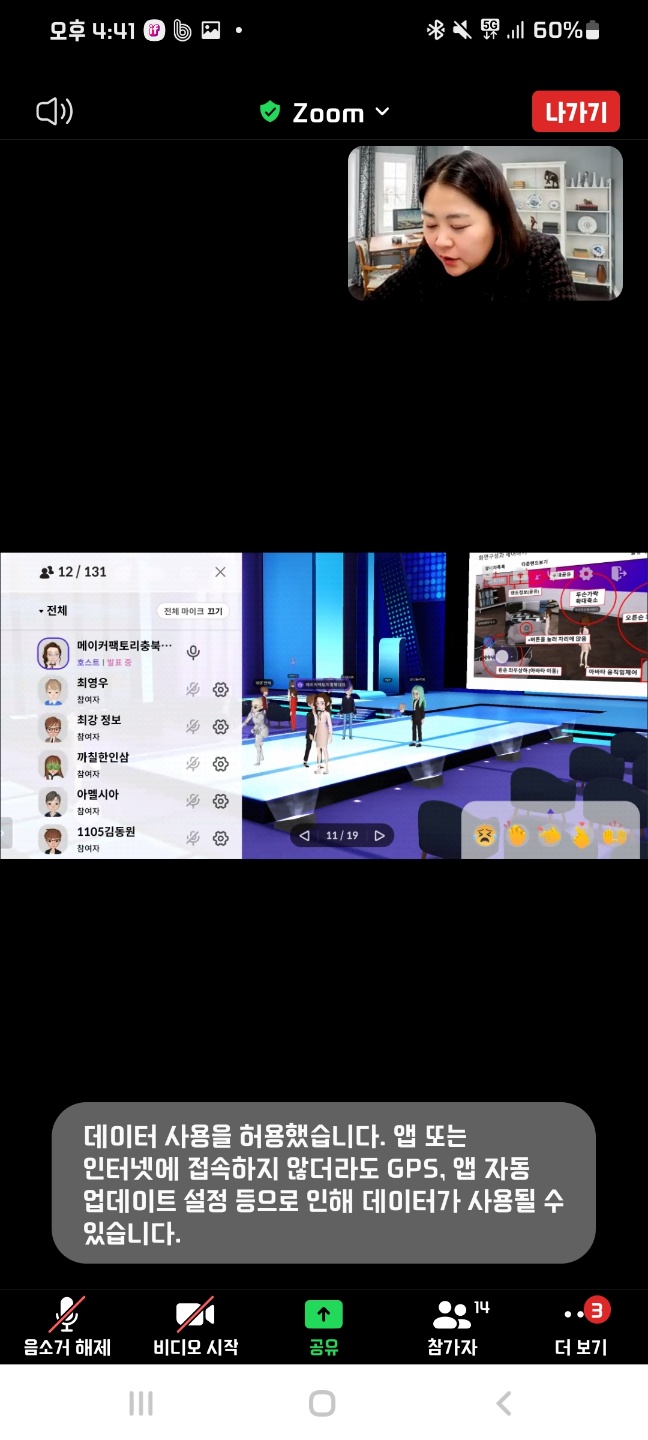 오후 4:41
5G
60%
Zoom
나가기
12 / 131
전체
전체 마이크 끄기
메이커팩토리충북…
호스트 | 발표 중
최영우
참여자
최강 정보
참여자
까칠한인삼
참여자
아멜시아
참여자
1105김동원
참여자
11 / 19
두손가락
확대축소
+버튼을 눌러 자리에 앉음
아바타 움직임제어
데이터 사용을 허용했습니다. 앱 또는
인터넷에 접속하지 않더라도 GPS, 앱 자동
업데이트 설정 등으로 인해 데이터가 사용될 수
있습니다.
14
3
음소거 해제
비디오 시작
공유
참가자
더 보기